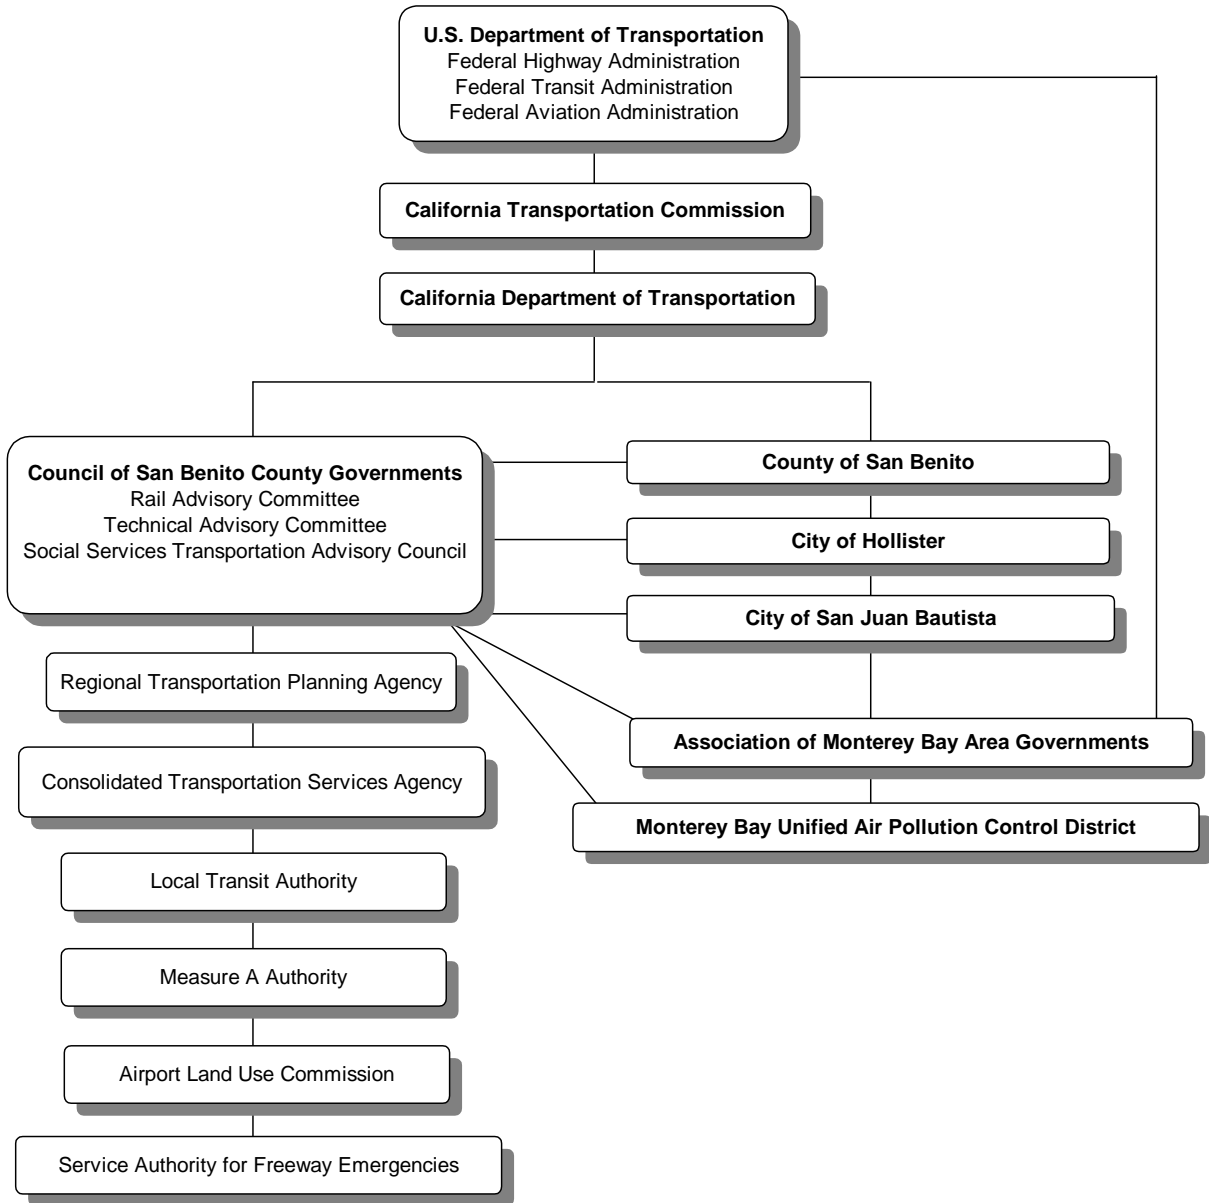 U.S. Department of Transportation
Federal Highway Administration
Federal Transit Administration
Federal Aviation Administration
California Transportation Commission
California Department of Transportation
Council of San Benito County Governments
Rail Advisory Committee
Technical Advisory Committee
Social Services Transportation Advisory Council
County of San Benito
City of Hollister
City of San Juan Bautista
Regional Transportation Planning Agency
Association of Monterey Bay Area Governments
Consolidated Transportation Services Agency
Monterey Bay Unified Air Pollution Control District
Local Transit Authority
Measure A Authority
Airport Land Use Commission
Service Authority for Freeway Emergencies